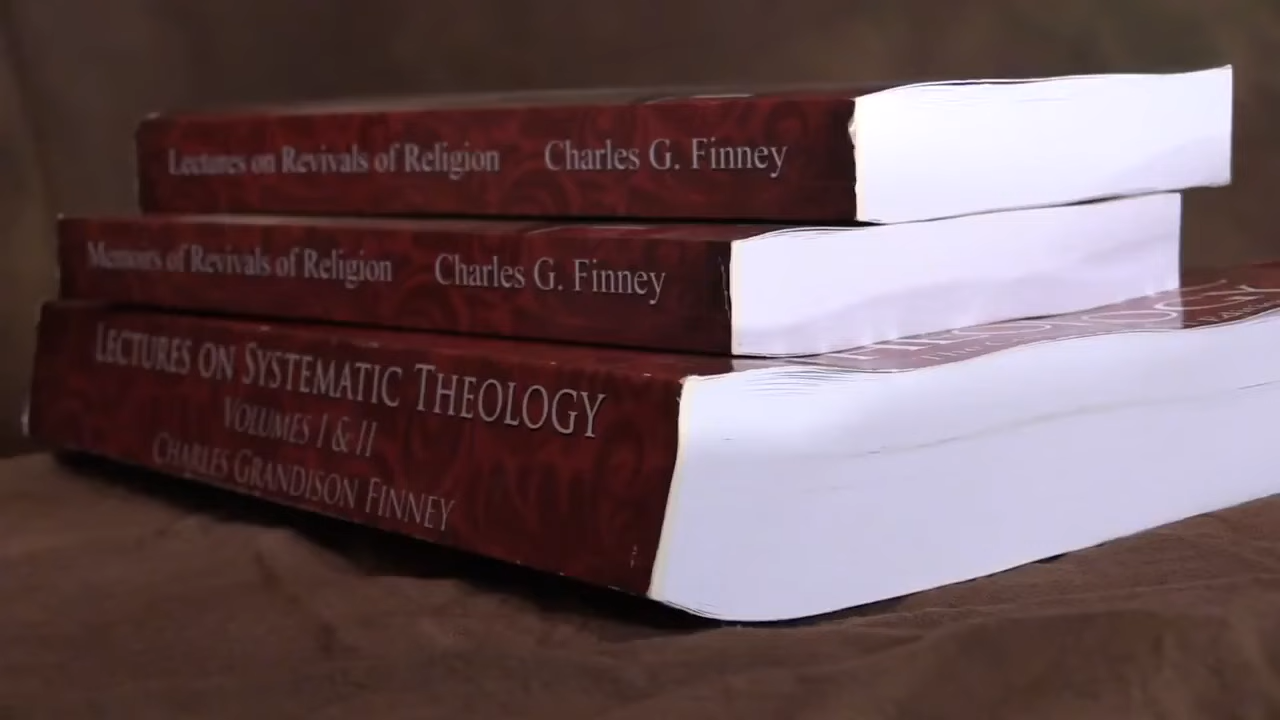 Lectures on Revivals of Religion Charles G. Finney
Memoirs of Revivals of Religion Charles G. Finney
LECTURES ON SYSTEMATIC THEOLOGY
VOLUMES I & II
CHARLES GRANDISON FINNEY
THEOLOGY